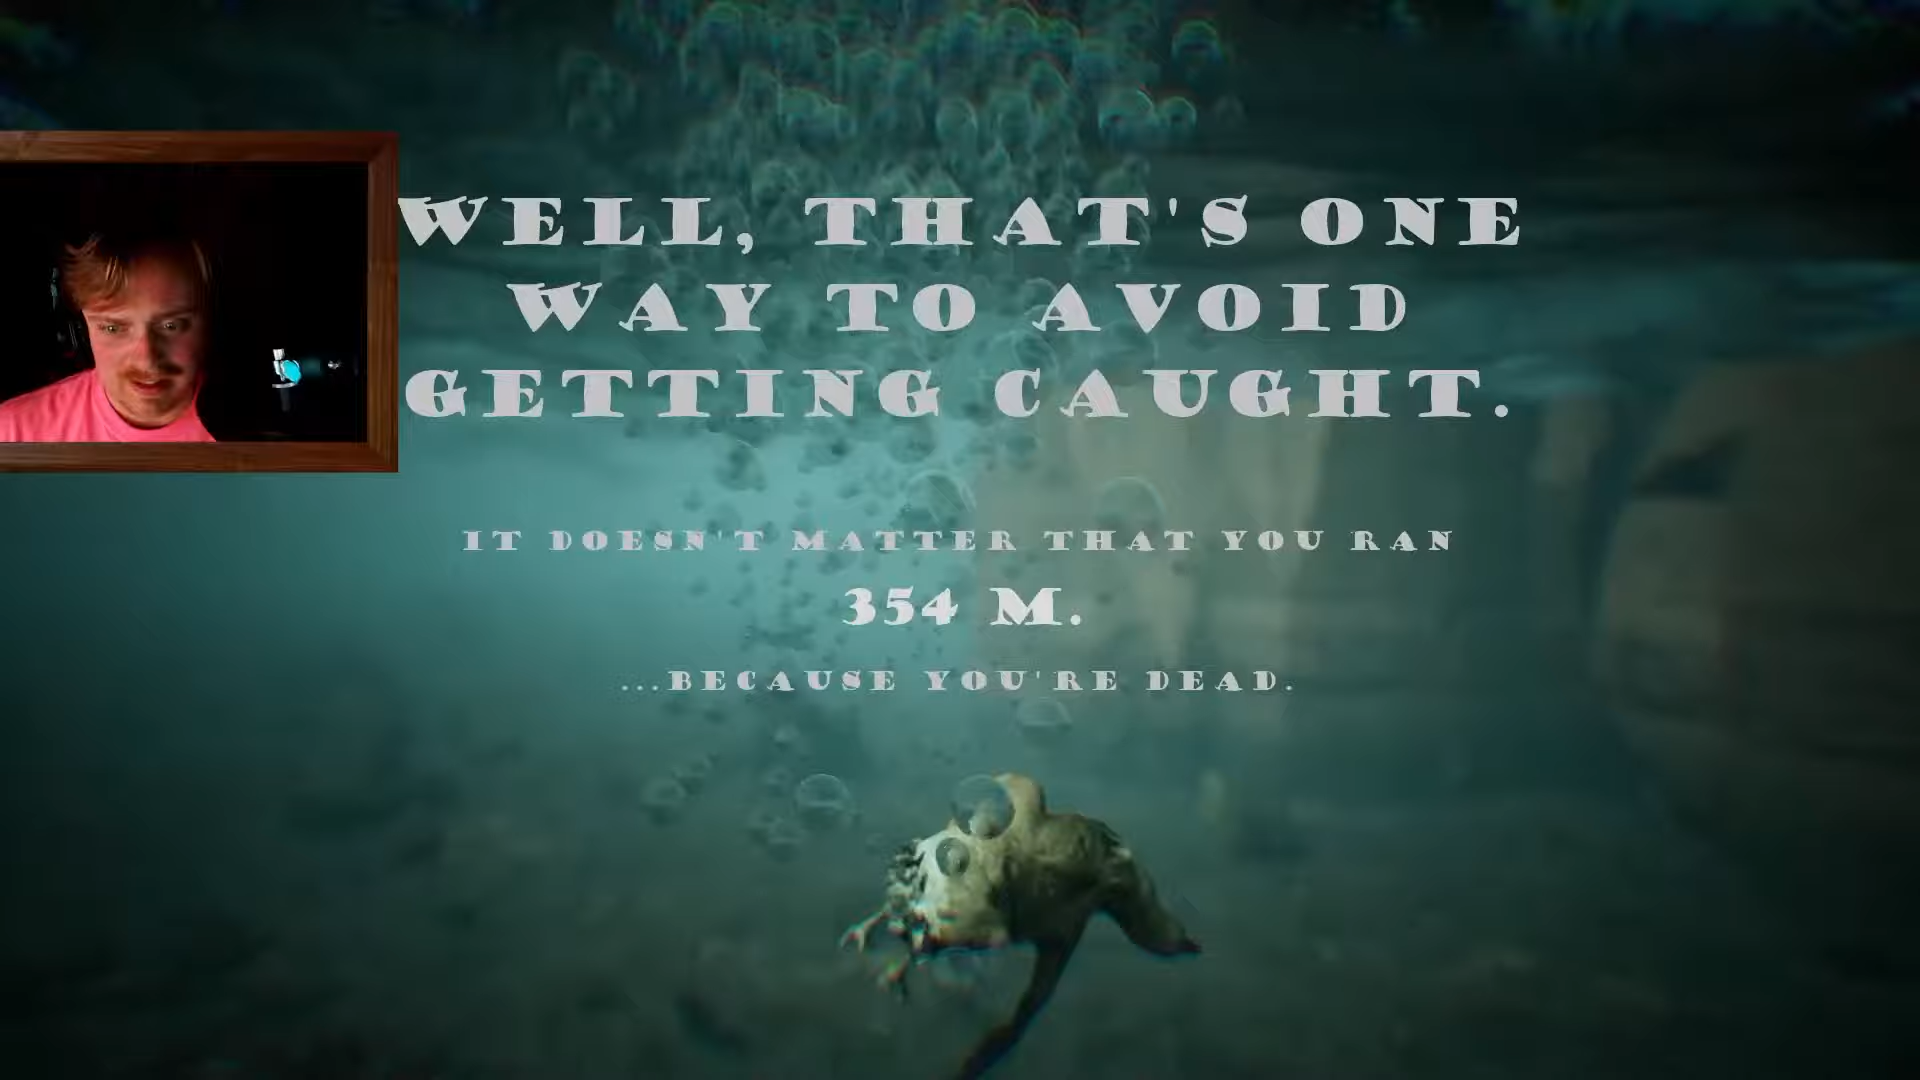 WELL, THAT'S ONE
WAY TO AVOID
GETTING CAUGHT.
IT DOESN'T MATTER THAT YOU RAN
354 M.
...BECAUSE YOU'RE DEAD.